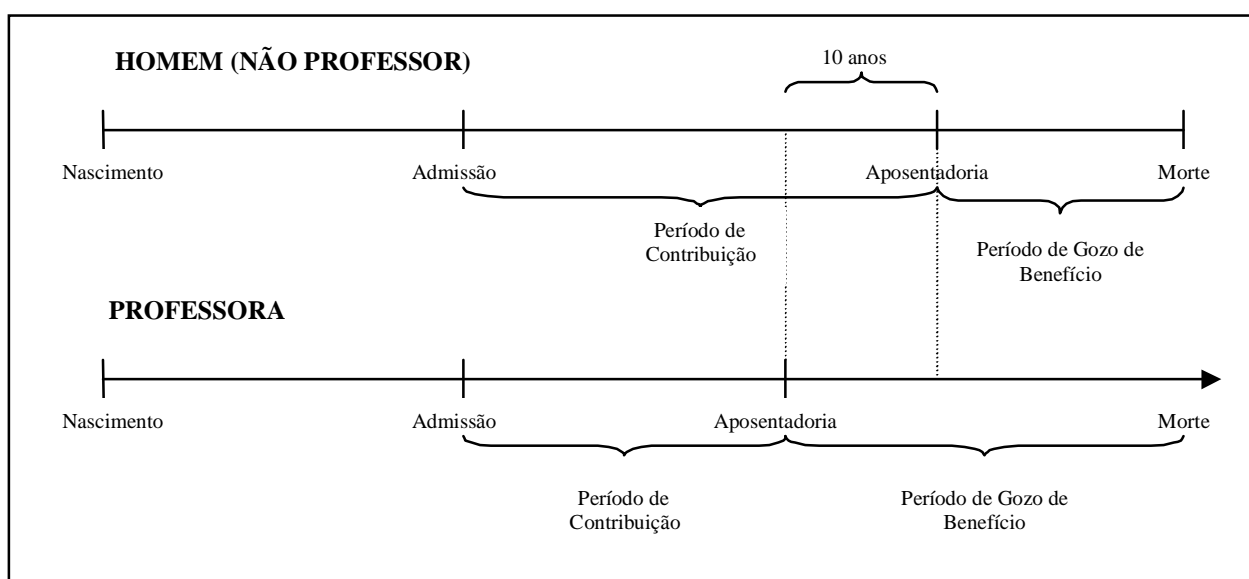 HOMEM (NÃO PROFESSOR)
10 anos
Nascimento
Admissão
Aposentadoria
Morte
Período de
Contribuição
Período de Gozo de
Benefício
PROFESSORA
Nascimento
Admissão
Aposentadoria
Morte
Período de
Contribuição
Período de Gozo de
Benefício